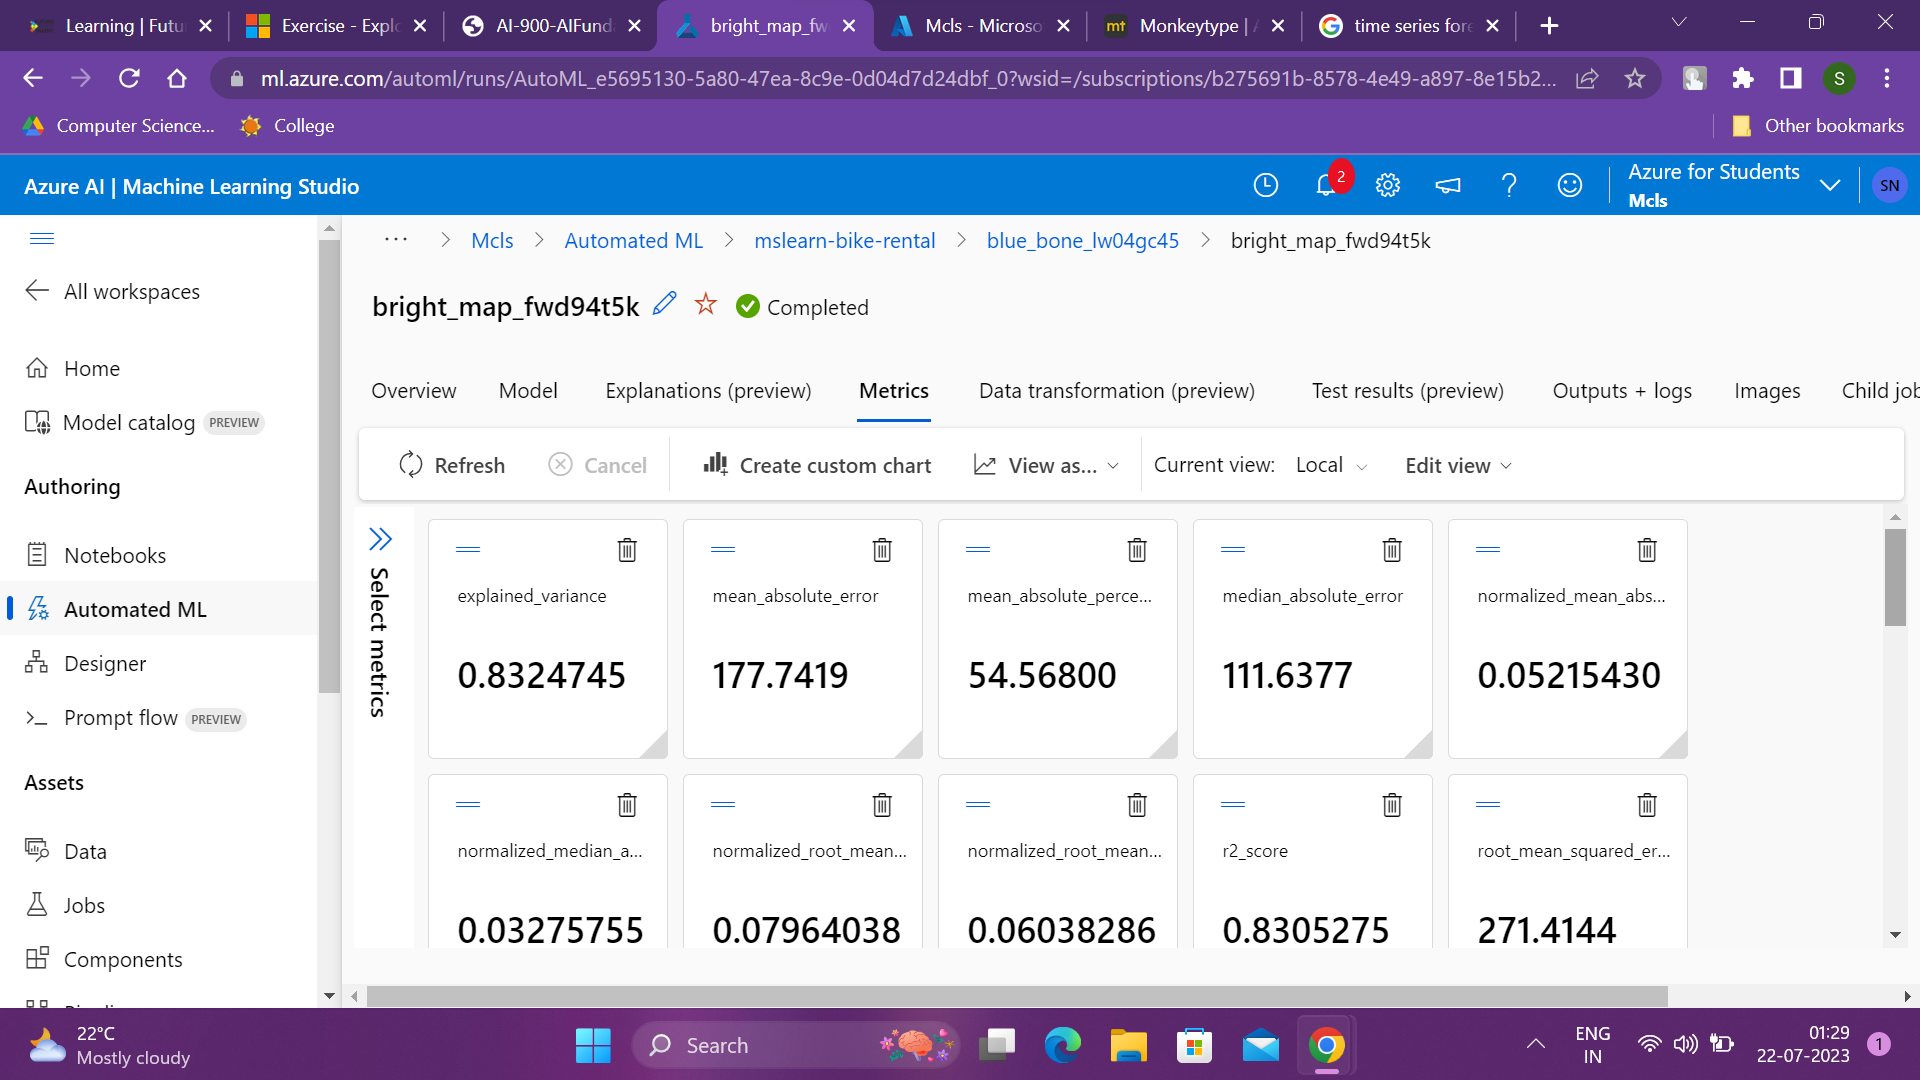 Learning | Futu
Exercise - Explo
AI-900-AIFunda
bright_map_fw
Mcls - Microso
mt Monkeytype | A
time series fore
ml.azure.com/automl/runs/AutoML_e5695130-5a80-47ea-8c9e-0d04d7d24dbf_0?wsid=/subscriptions/b275691b-8578-4e49-a897-8e15b2...
S
Computer Science...
College
Other bookmarks
Azure AI | Machine Learning Studio
2
Azure for Students
Mcls
SN
All workspaces
Home
Model catalog PREVIEW
Authoring
Notebooks
Automated ML
Designer
Prompt flow PREVIEW
Assets
Data
Jobs
Components
... > Mcls > Automated ML > mslearn-bike-rental > blue_bone_lw04gc45 > bright_map_fwd94t5k
bright_map_fwd94t5k
Completed
Overview Model Explanations (preview) Metrics Data transformation (preview) Test results (preview) Outputs + logs Images Child job
Refresh Cancel Create custom chart View as... Current view: Local Edit view
Select metrics
explained_variance
0.8324745
mean_absolute_error
177.7419
mean_absolute_perce...
54.56800
median_absolute_error
111.6377
normalized_mean_abs...
0.05215430
normalized_median_a...
0.03275755
normalized_root_mean...
0.07964038
normalized_root_mean...
0.06038286
r2_score
0.8305275
root_mean_squared_er...
271.4144
22°C
Mostly cloudy
Search
ENG
IN
01:29
22-07-2023
1